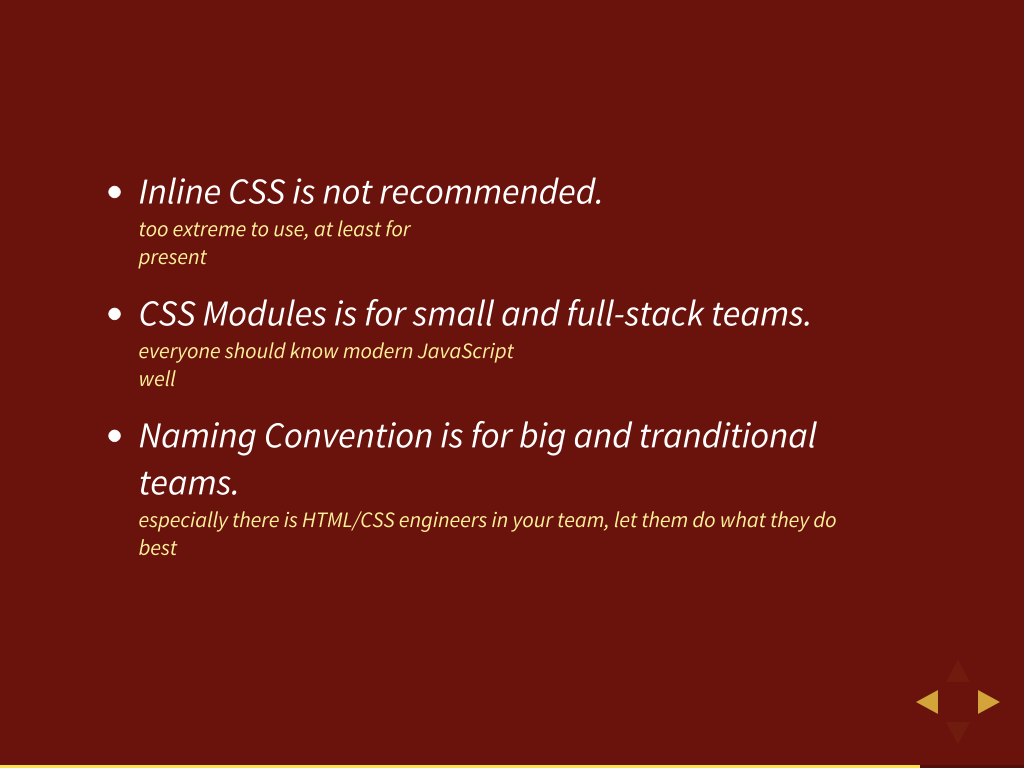 Inline CSS is not recommended.
too extreme to use, at least for
present
CSS Modules is for small and full-stack teams.
everyone should know modern JavaScript
well
Naming Convention is for big and tranditional
teams.
especially there is HTML/CSS engineers in your team, let them do what they do
best